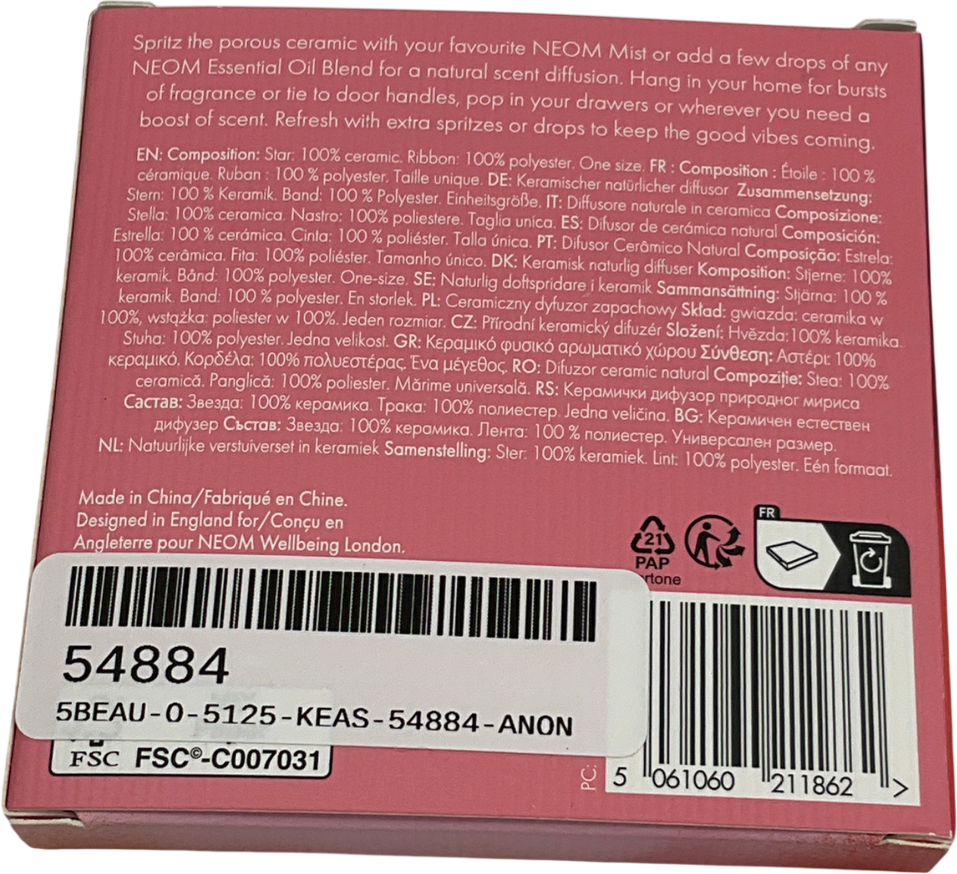 Spritz the porous ceramic with your favourite NEOM Mist or add a few drops of any
NEOM Essential Oil Blend for a natural scent diffusion. Hang in your home for bursts
of fragrance or tie to door handles, pop in your drawers or wherever you need a
boost of scent. Refresh with extra spritzes or drops to keep the good vibes coming.
EN: Composition: Star: 100% ceramic. Ribbon: 100% polyester. One size. FR : Composition : Étoile : 100 %
céramique. Ruban : 100 % polyester. Taille unique. DE: Keramischer natürlicher diffusor Zusammensetzung:
Stern: 100 % Keramik. Band: 100 % Polyester. Einheitsgröße. IT: Diffusore naturale in ceramica Composizione:
Stella: 100% ceramica. Nastro: 100% poliestere. Taglia unica. ES: Difusor de cerámica natural Composición:
Estrella: 100 % cerámica. Cinta: 100 % poliéster. Talla única. PT: Difusor Cerâmico Natural Composição: Estrela:
100% cerâmica. Fita: 100% poliéster. Tamanho único. DK: Keramisk naturlig diffuser Komposition: Stjerne: 100%
keramik. Bånd: 100% polyester. One-size. SE: Naturlig doftspridare i keramik Sammansättning: Stjärna: 100 %
keramik. Band: 100 % polyester. En storlek. PL: Ceramiczny dyfuzor zapachowy Skład: gwiazda: ceramika w
100%, wstążka: poliester w 100%. Jeden rozmiar. CZ: Přírodní keramický difuzér Složení: Hvězda:100% keramika.
Stuha: 100% polyester. Jedna velikost. GR: Κεραμικό φυσικό αρωματικό χώρου Σύνθεση: Αστέρι: 100%
κεραμικό. Κορδέλα: 100% πολυεστέρας. Ένα μέγεθος. RO: Difuzor ceramic natural Compoziție: Stea: 100%
ceramică. Panglică: 100% poliester. Mărime universală. RS: Керамички дифузор природног мириса
Састав: Звезда: 100% керамика. Трака: 100% полиестер. Jedna veličina. BG: Керамичен естествен
дифузер Състав: Звезда: 100% керамика. Лента: 100 % полиестер. Универсален размер.
NL: Natuurlijke verstuiverset in keramiek Samenstelling: Ster: 100% keramiek. Lint: 100% polyester. Eén formaat.
Made in China/Fabriqué en Chine.
Designed in England for/Conçu en
Angleterre pour NEOM Wellbeing London.
FR
21
PAP
rtone
54884
5BEAU-0-5125-KEAS-54884-ANON
FSC FSC®-C007031
PC:
5 061060 211862 >